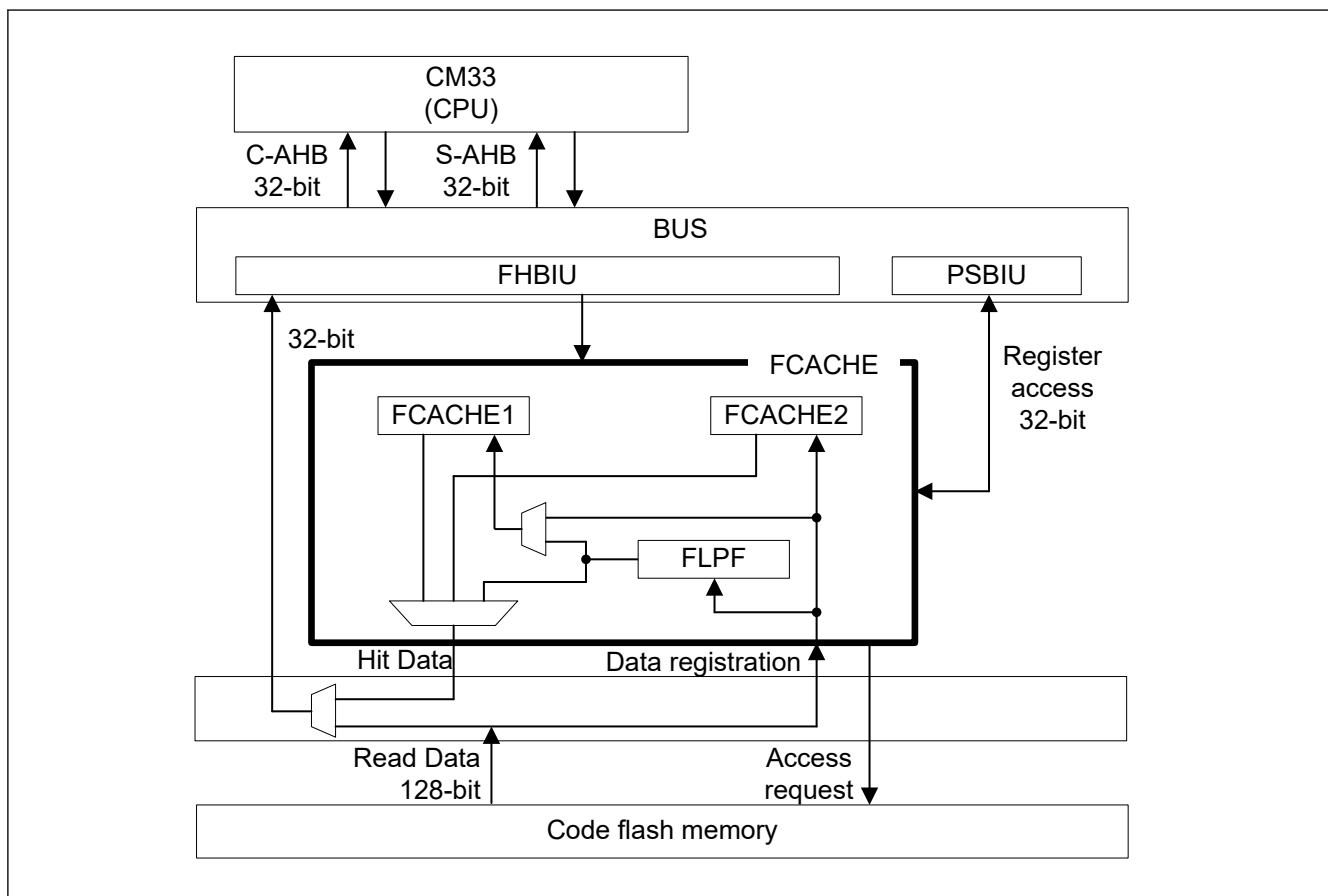 CM33
(CPU)
C-AHB
32-bit
S-AHB
32-bit
BUS
FHBIU
PSBIU
32-bit
FCACHE
Register
access
32-bit
FCACHE1
FCACHE2
FLPF
Hit Data
Data registration
Read Data
128-bit
Access
request
Code flash memory